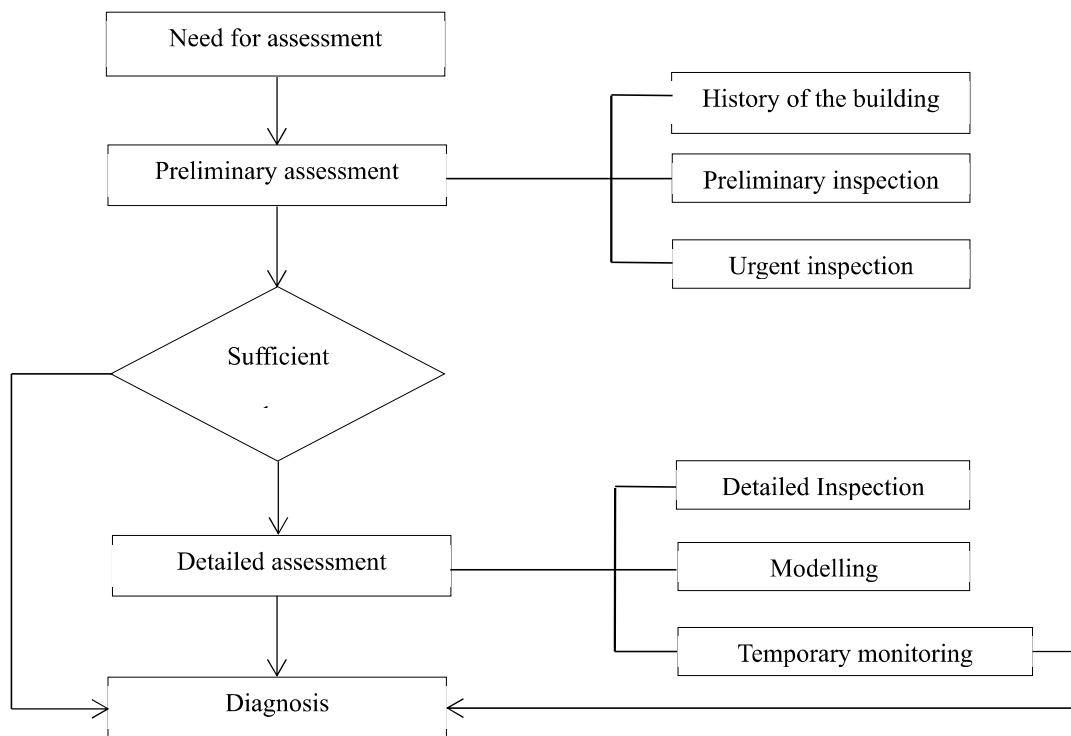 Need for assessment
History of the building
Preliminary assessment
Preliminary inspection
Urgent inspection
Sufficient
Detailed Inspection
Detailed assessment
Modelling
Temporary monitoring
Diagnosis